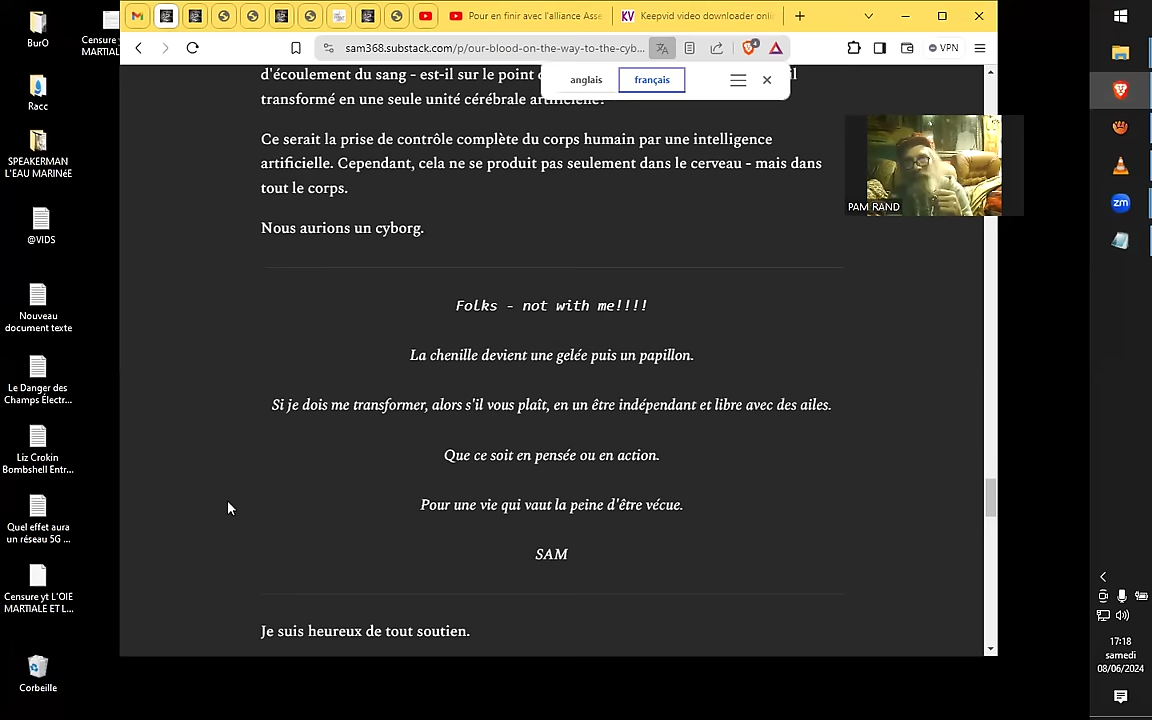 BurO
Censure yt
MARTIALE
Racc
SPEAKERMAN
L'EAU MARINéE
@VIDS
Nouveau
document texte
Le Danger des
Champs Électr...
Liz Crokin
Bombshell Entr...
Quel effet aura
un réseau 5G ...
Censure yt L'OIE
MARTIALE ET L...
Corbeille
Pour en finir avec l'alliance Asse
KV Keepvid video downloader onli
sam368.substack.com/p/our-blood-on-the-way-to-the-cyb...
4
VPN
anglais
français
d'écoulement du sang - est-il sur le point
il
transformé en une seule unité cérébrale artificielle?
Ce serait la prise de contrôle complète du corps humain par une intelligence
artificielle. Cependant, cela ne se produit pas seulement dans le cerveau - mais dans
tout le corps.
Nous aurions un cyborg.
Folks - not with me!!!!
La chenille devient une gelée puis un papillon.
Si je dois me transformer, alors s'il vous plaît, en un être indépendant et libre avec des ailes.
Que ce soit en pensée ou en action.
Pour une vie qui vaut la peine d'être vécue.
SAM
Je suis heureux de tout soutien.
PAM RAND
zm
17:18
samedi
08/06/2024